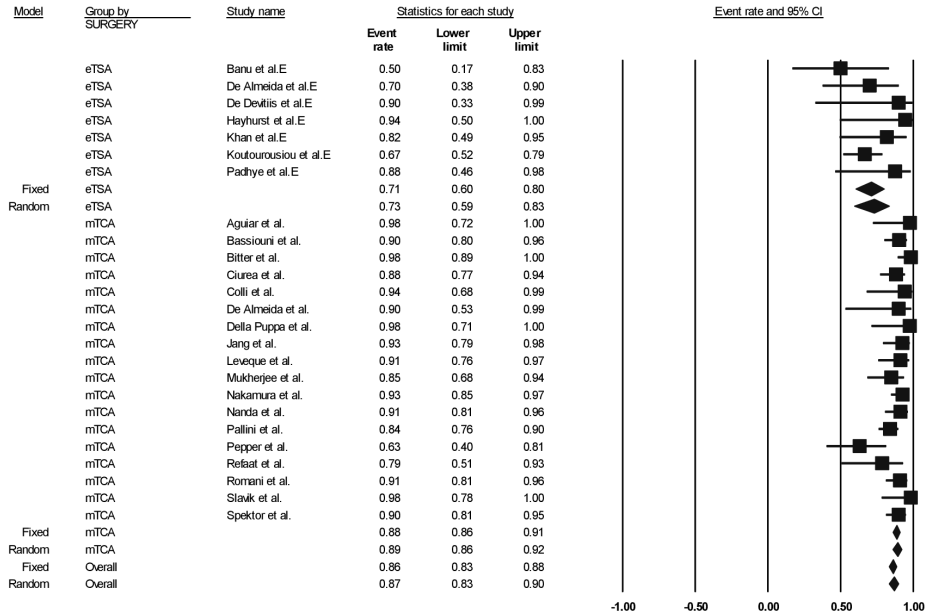 Model Group by SURGERY Study name Statistics for each study Event rate and 95% CI
Event rate Lower limit Upper limit
eTSA Banu et al.E 0.50 0.17 0.83
eTSA De Almeida et al.E 0.70 0.38 0.90
eTSA De Devitiis et al.E 0.90 0.33 0.99
eTSA Hayhurst et al.E 0.94 0.50 1.00
eTSA Khan et al.E 0.82 0.49 0.95
eTSA Koutourousiou et al.E 0.67 0.52 0.79
eTSA Padhye et al.E 0.88 0.46 0.98
Fixed eTSA 0.71 0.60 0.80
Random eTSA 0.73 0.59 0.83
mTCA Aguiar et al. 0.98 0.72 1.00
mTCA Bassiouni et al. 0.90 0.80 0.96
mTCA Bitter et al. 0.98 0.89 1.00
mTCA Ciurea et al. 0.88 0.77 0.94
mTCA Colli et al. 0.94 0.68 0.99
mTCA De Almeida et al. 0.90 0.53 0.99
mTCA Della Puppa et al. 0.98 0.71 1.00
mTCA Jang et al. 0.93 0.79 0.98
mTCA Leveque et al. 0.91 0.76 0.97
mTCA Mukherjee et al. 0.85 0.68 0.94
mTCA Nakamura et al. 0.93 0.85 0.97
mTCA Nanda et al. 0.91 0.81 0.96
mTCA Pallini et al. 0.84 0.76 0.90
mTCA Pepper et al. 0.63 0.40 0.81
mTCA Refaat et al. 0.79 0.51 0.93
mTCA Romani et al. 0.91 0.81 0.96
mTCA Slavik et al. 0.98 0.78 1.00
mTCA Spektor et al. 0.90 0.81 0.95
Fixed mTCA 0.88 0.86 0.91
Random mTCA 0.89 0.86 0.92
Fixed Overall 0.86 0.83 0.88
Random Overall 0.87 0.83 0.90
-1.00 -0.50 0.00 0.50 1.00